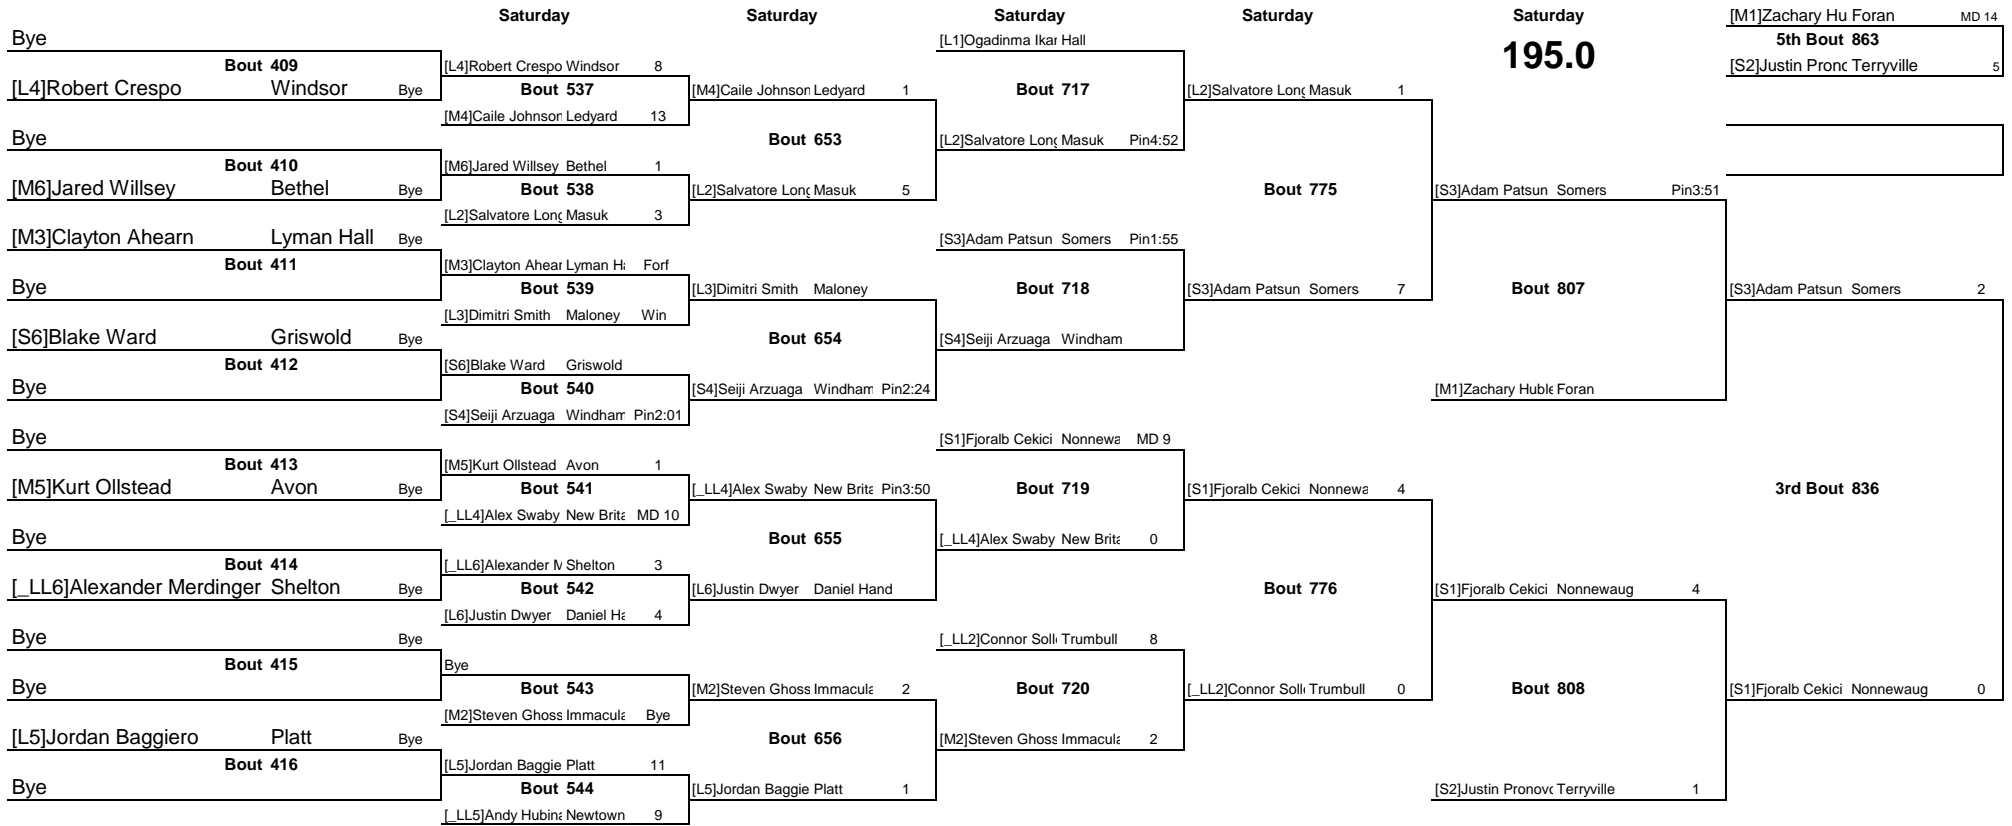 Saturday Saturday Saturday Saturday Saturday [M1]Zachary Hu Foran MD 14
Bye [L1]Ogadinma Ikar Hall 195.0 5th Bout 863
Bout 409 [L4]Robert Crespo Windsor 8 [S2]Justin Pronc Terryville 5
[L4]Robert Crespo Windsor Bye Bout 537 [M4]Caile Johnson Ledyard 1 Bout 717 [L2]Salvatore Long Masuk 1
[M4]Caile Johnson Ledyard 13
Bye Bout 653 [L2]Salvatore Long Masuk Pin4:52
Bout 410 [M6]Jared Willsey Bethel 1
[M6]Jared Willsey Bethel Bye Bout 538 [L2]Salvatore Long Masuk 5 Bout 775 [S3]Adam Patsun Somers Pin3:51
[L2]Salvatore Long Masuk 3
[M3]Clayton Ahearn Lyman Hall Bye [S3]Adam Patsun Somers Pin1:55
Bout 411 [M3]Clayton Ahear Lyman Ha Forf
Bye Bout 539 [L3]Dimitri Smith Maloney Bout 718 [S3]Adam Patsun Somers 7 Bout 807 [S3]Adam Patsun Somers 2
[L3]Dimitri Smith Maloney Win
[S6]Blake Ward Griswold Bye Bout 654 [S4]Seiji Arzuaga Windham
Bout 412 [S6]Blake Ward Griswold
Bye Bout 540 [S4]Seiji Arzuaga Windham Pin2:24 [M1]Zachary Huble Foran
[S4]Seiji Arzuaga Windham Pin2:01
Bye [S1]Fjoralb Cekici Nonnewa MD 9
Bout 413 [M5]Kurt Ollstead Avon 1
[M5]Kurt Ollstead Avon Bye Bout 541 [_LL4]Alex Swaby New Brita Pin3:50 Bout 719 [S1]Fjoralb Cekici Nonnewa 4 3rd Bout 836
[_LL4]Alex Swaby New Brita MD 10
Bye Bout 655 [_LL4]Alex Swaby New Brita 0
Bout 414 [_LL6]Alexander M Shelton 3
[_LL6]Alexander Merdinger Shelton Bye Bout 542 [L6]Justin Dwyer Daniel Hand Bout 776 [S1]Fjoralb Cekici Nonnewaug 4
[L6]Justin Dwyer Daniel Ha 4
Bye Bye [_LL2]Connor Solli Trumbull 8
Bout 415 Bye
Bye Bout 543 [M2]Steven Ghoss Immacula 2 Bout 720 [_LL2]Connor Solli Trumbull 0 Bout 808 [S1]Fjoralb Cekici Nonnewaug 0
[M2]Steven Ghoss Immacula Bye
[L5]Jordan Baggiero Platt Bye Bout 656 [M2]Steven Ghoss Immacula 2
Bout 416 [L5]Jordan Baggie Platt 11
Bye Bout 544 [L5]Jordan Baggie Platt 1 [S2]Justin Pronovo Terryville 1
[_LL5]Andy Hubina Newtown 9